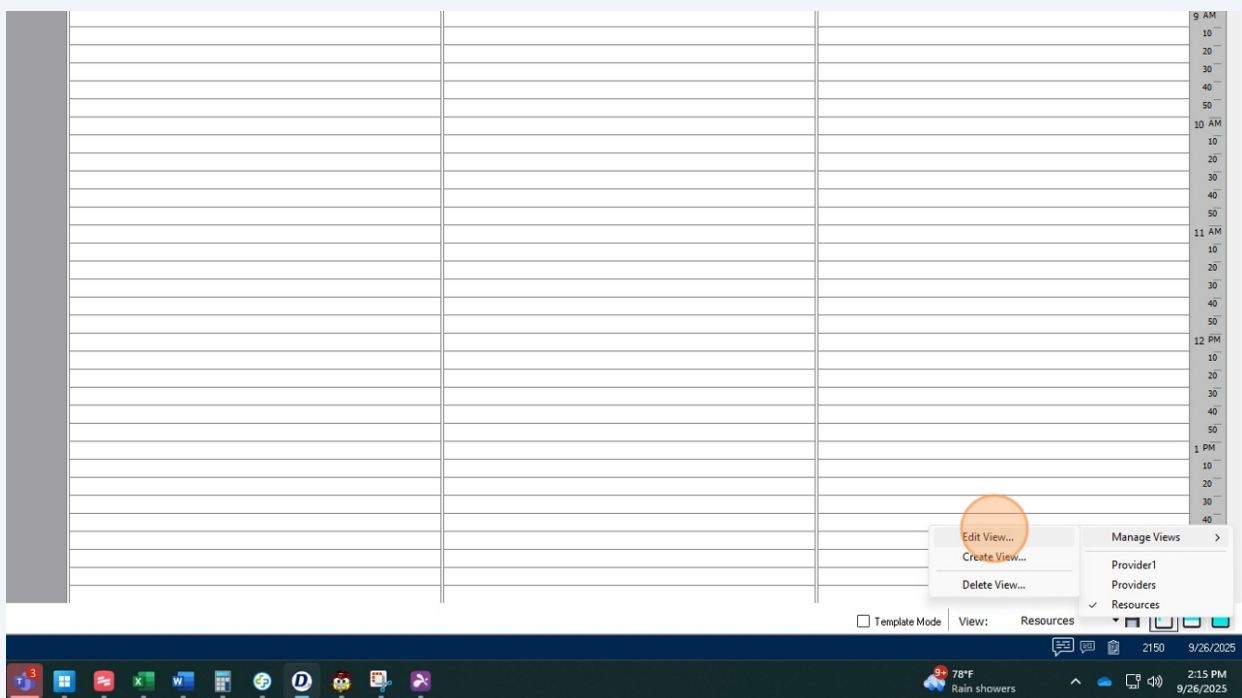 9 AM
10
20
30
40
50
10 AM
10
20
30
40
50
11 AM
10
20
30
40
50
12 PM
10
20
30
40
50
1 PM
10
20
30
40
Edit View...
Create View...
Delete View...
Manage Views
Provider1
Providers
Resources
Template Mode View: Resources
2150 9/26/2025
3
9+
78°F
Rain showers
2:15 PM
9/26/2025